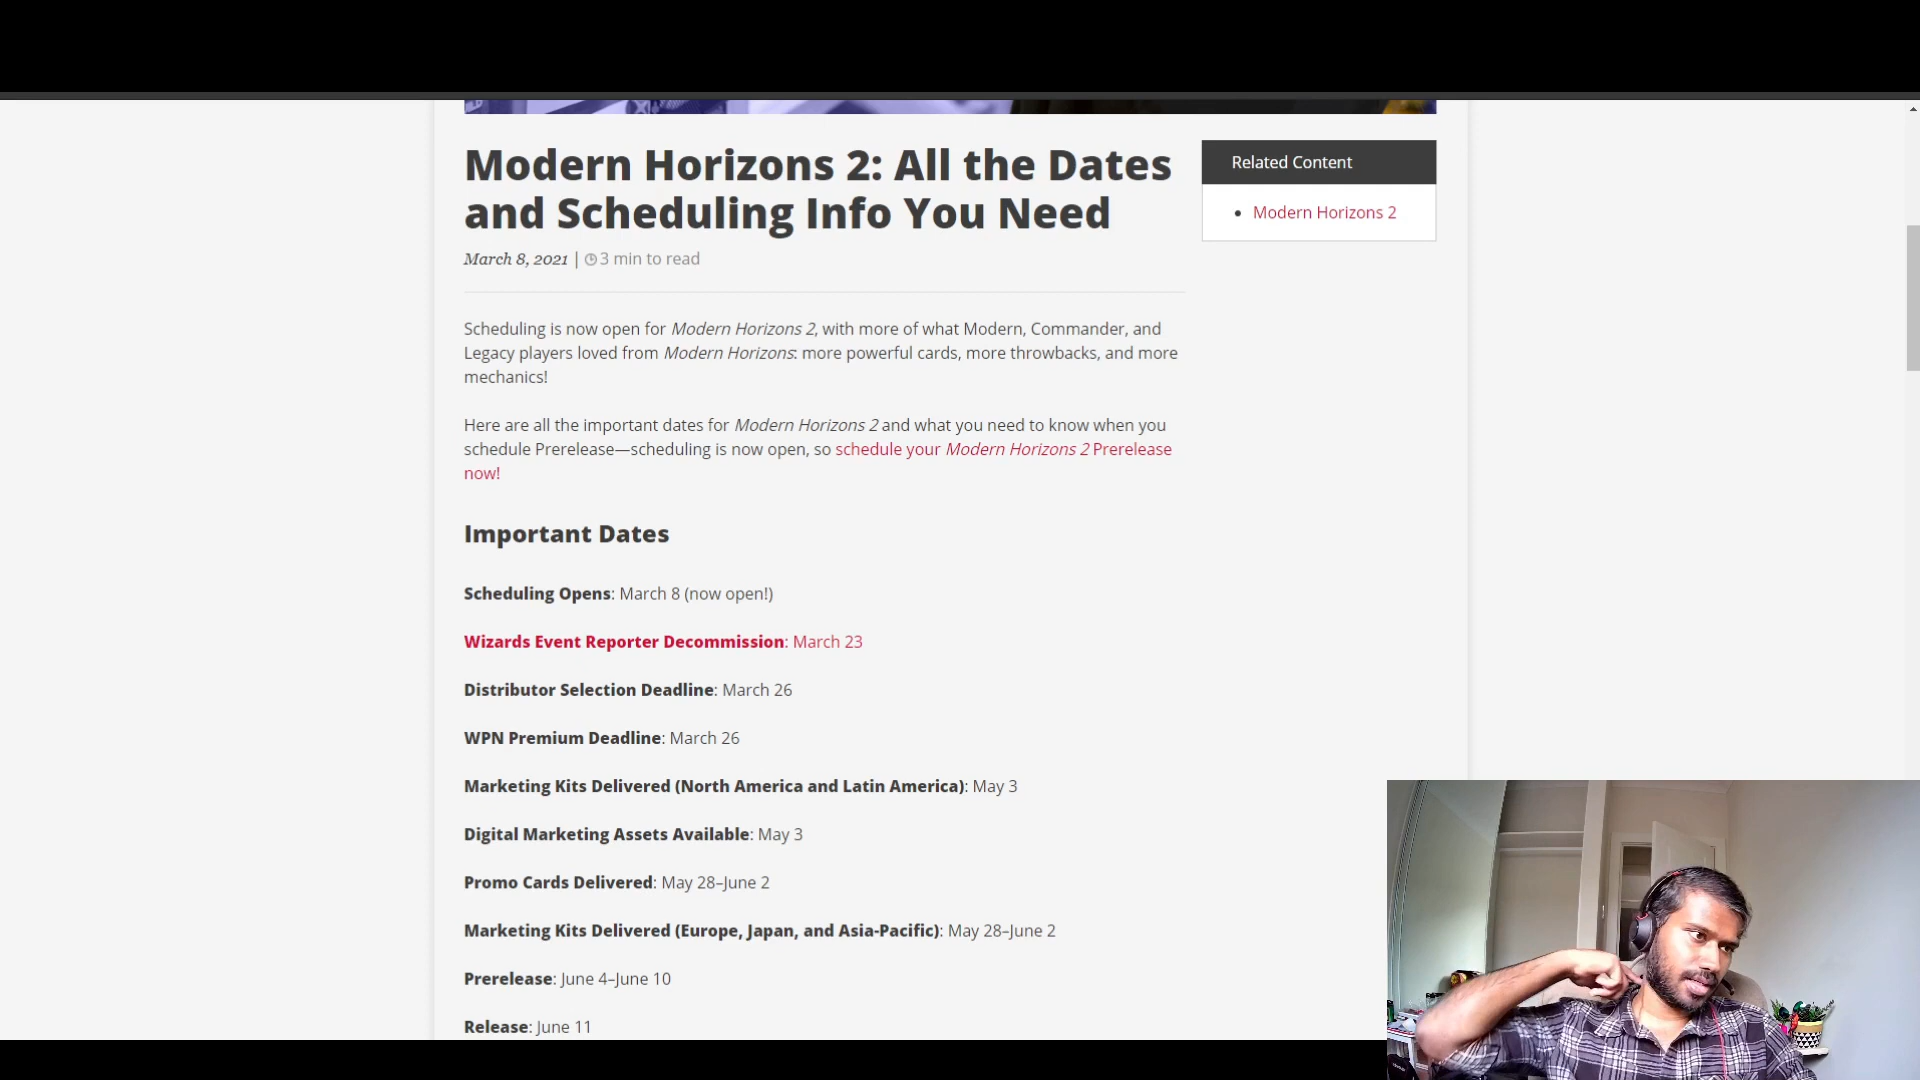 Modern Horizons 2: All the Dates
and Scheduling Info You Need
March 8, 2021 | 3 min to read
Related Content
Modern Horizons 2
Scheduling is now open for Modern Horizons 2, with more of what Modern, Commander, and
Legacy players loved from Modern Horizons: more powerful cards, more throwbacks, and more
mechanics!
Here are all the important dates for Modern Horizons 2 and what you need to know when you
schedule Prerelease—scheduling is now open, so schedule your Modern Horizons 2 Prerelease
now!
Important Dates
Scheduling Opens: March 8 (now open!)
Wizards Event Reporter Decommission: March 23
Distributor Selection Deadline: March 26
WPN Premium Deadline: March 26
Marketing Kits Delivered (North America and Latin America): May 3
Digital Marketing Assets Available: May 3
Promo Cards Delivered: May 28–June 2
Marketing Kits Delivered (Europe, Japan, and Asia-Pacific): May 28–June 2
Prerelease: June 4–June 10
Release: June 11